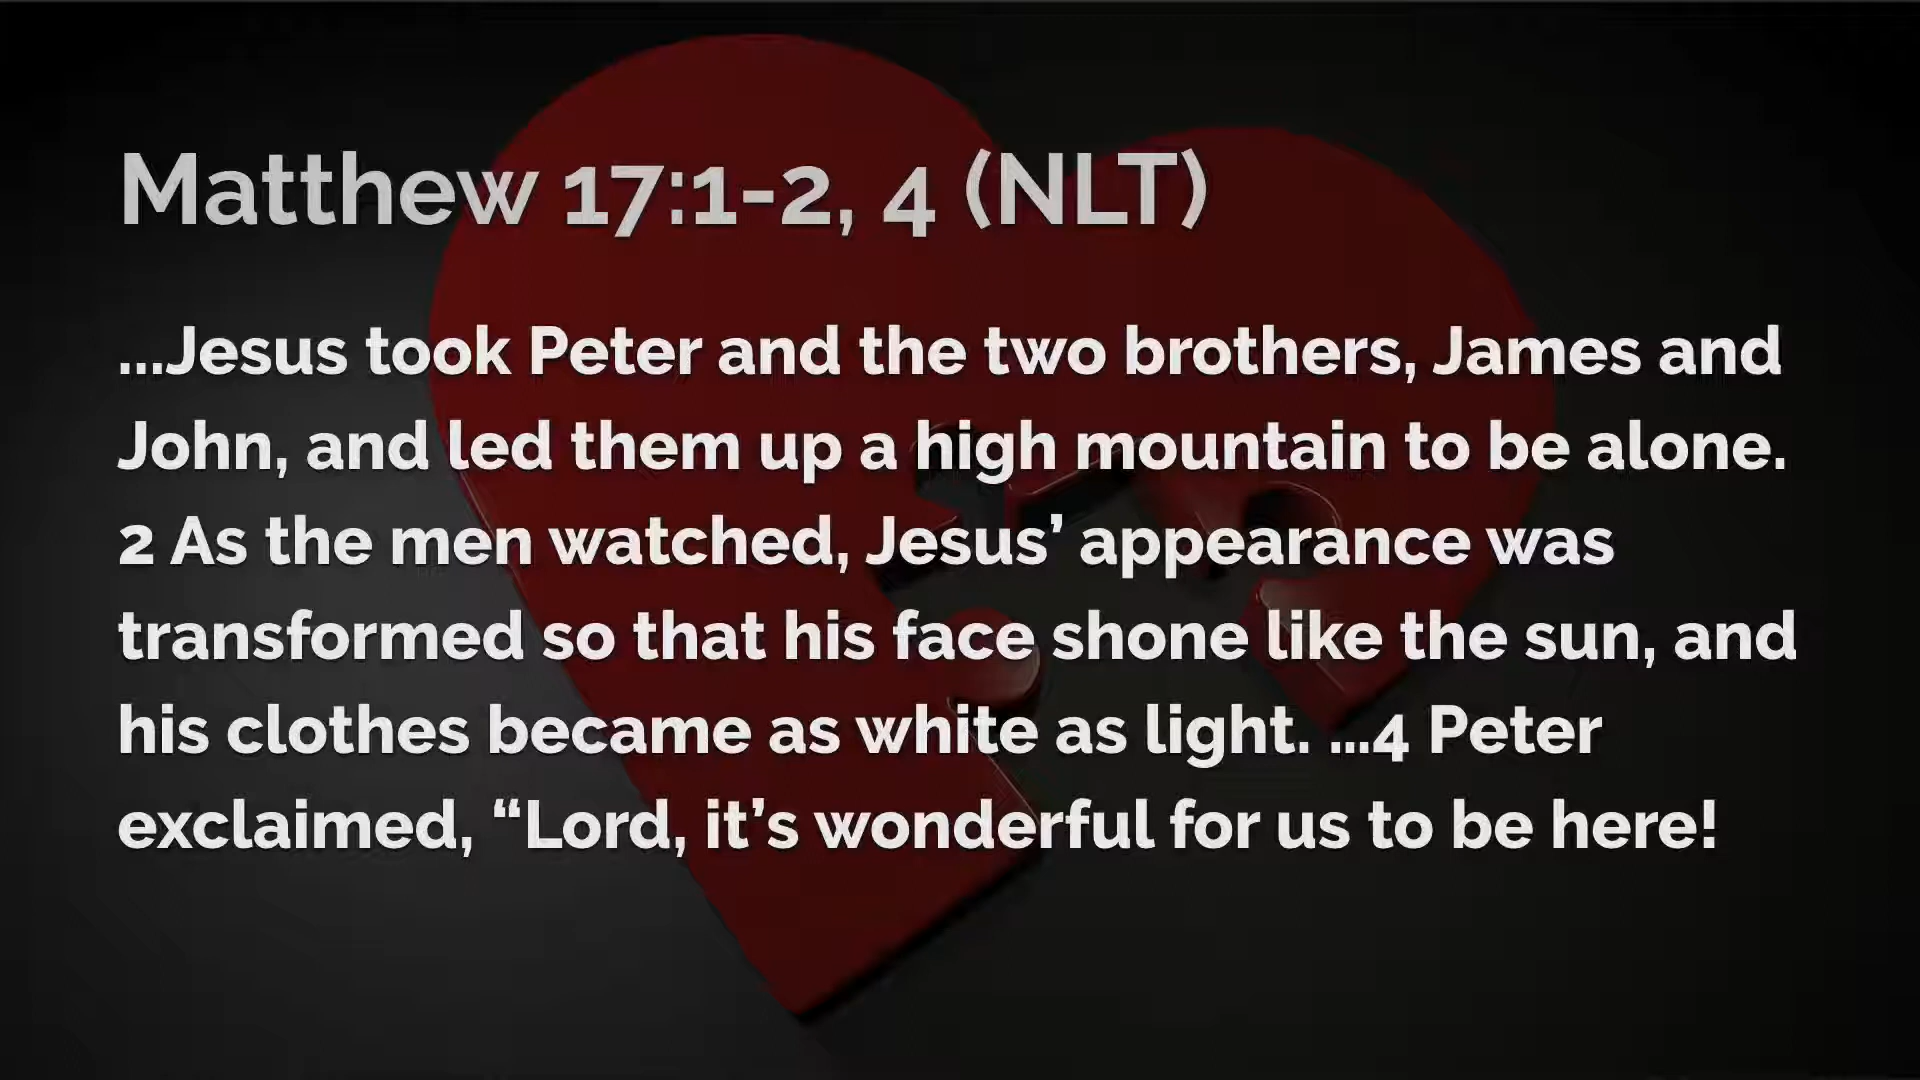 Matthew 17:1-2, 4 (NLT)
...Jesus took Peter and the two brothers, James and
John, and led them up a high mountain to be alone.
2 As the men watched, Jesus’ appearance was
transformed so that his face shone like the sun, and
his clothes became as white as light. ...4 Peter
exclaimed, “Lord, it’s wonderful for us to be here!